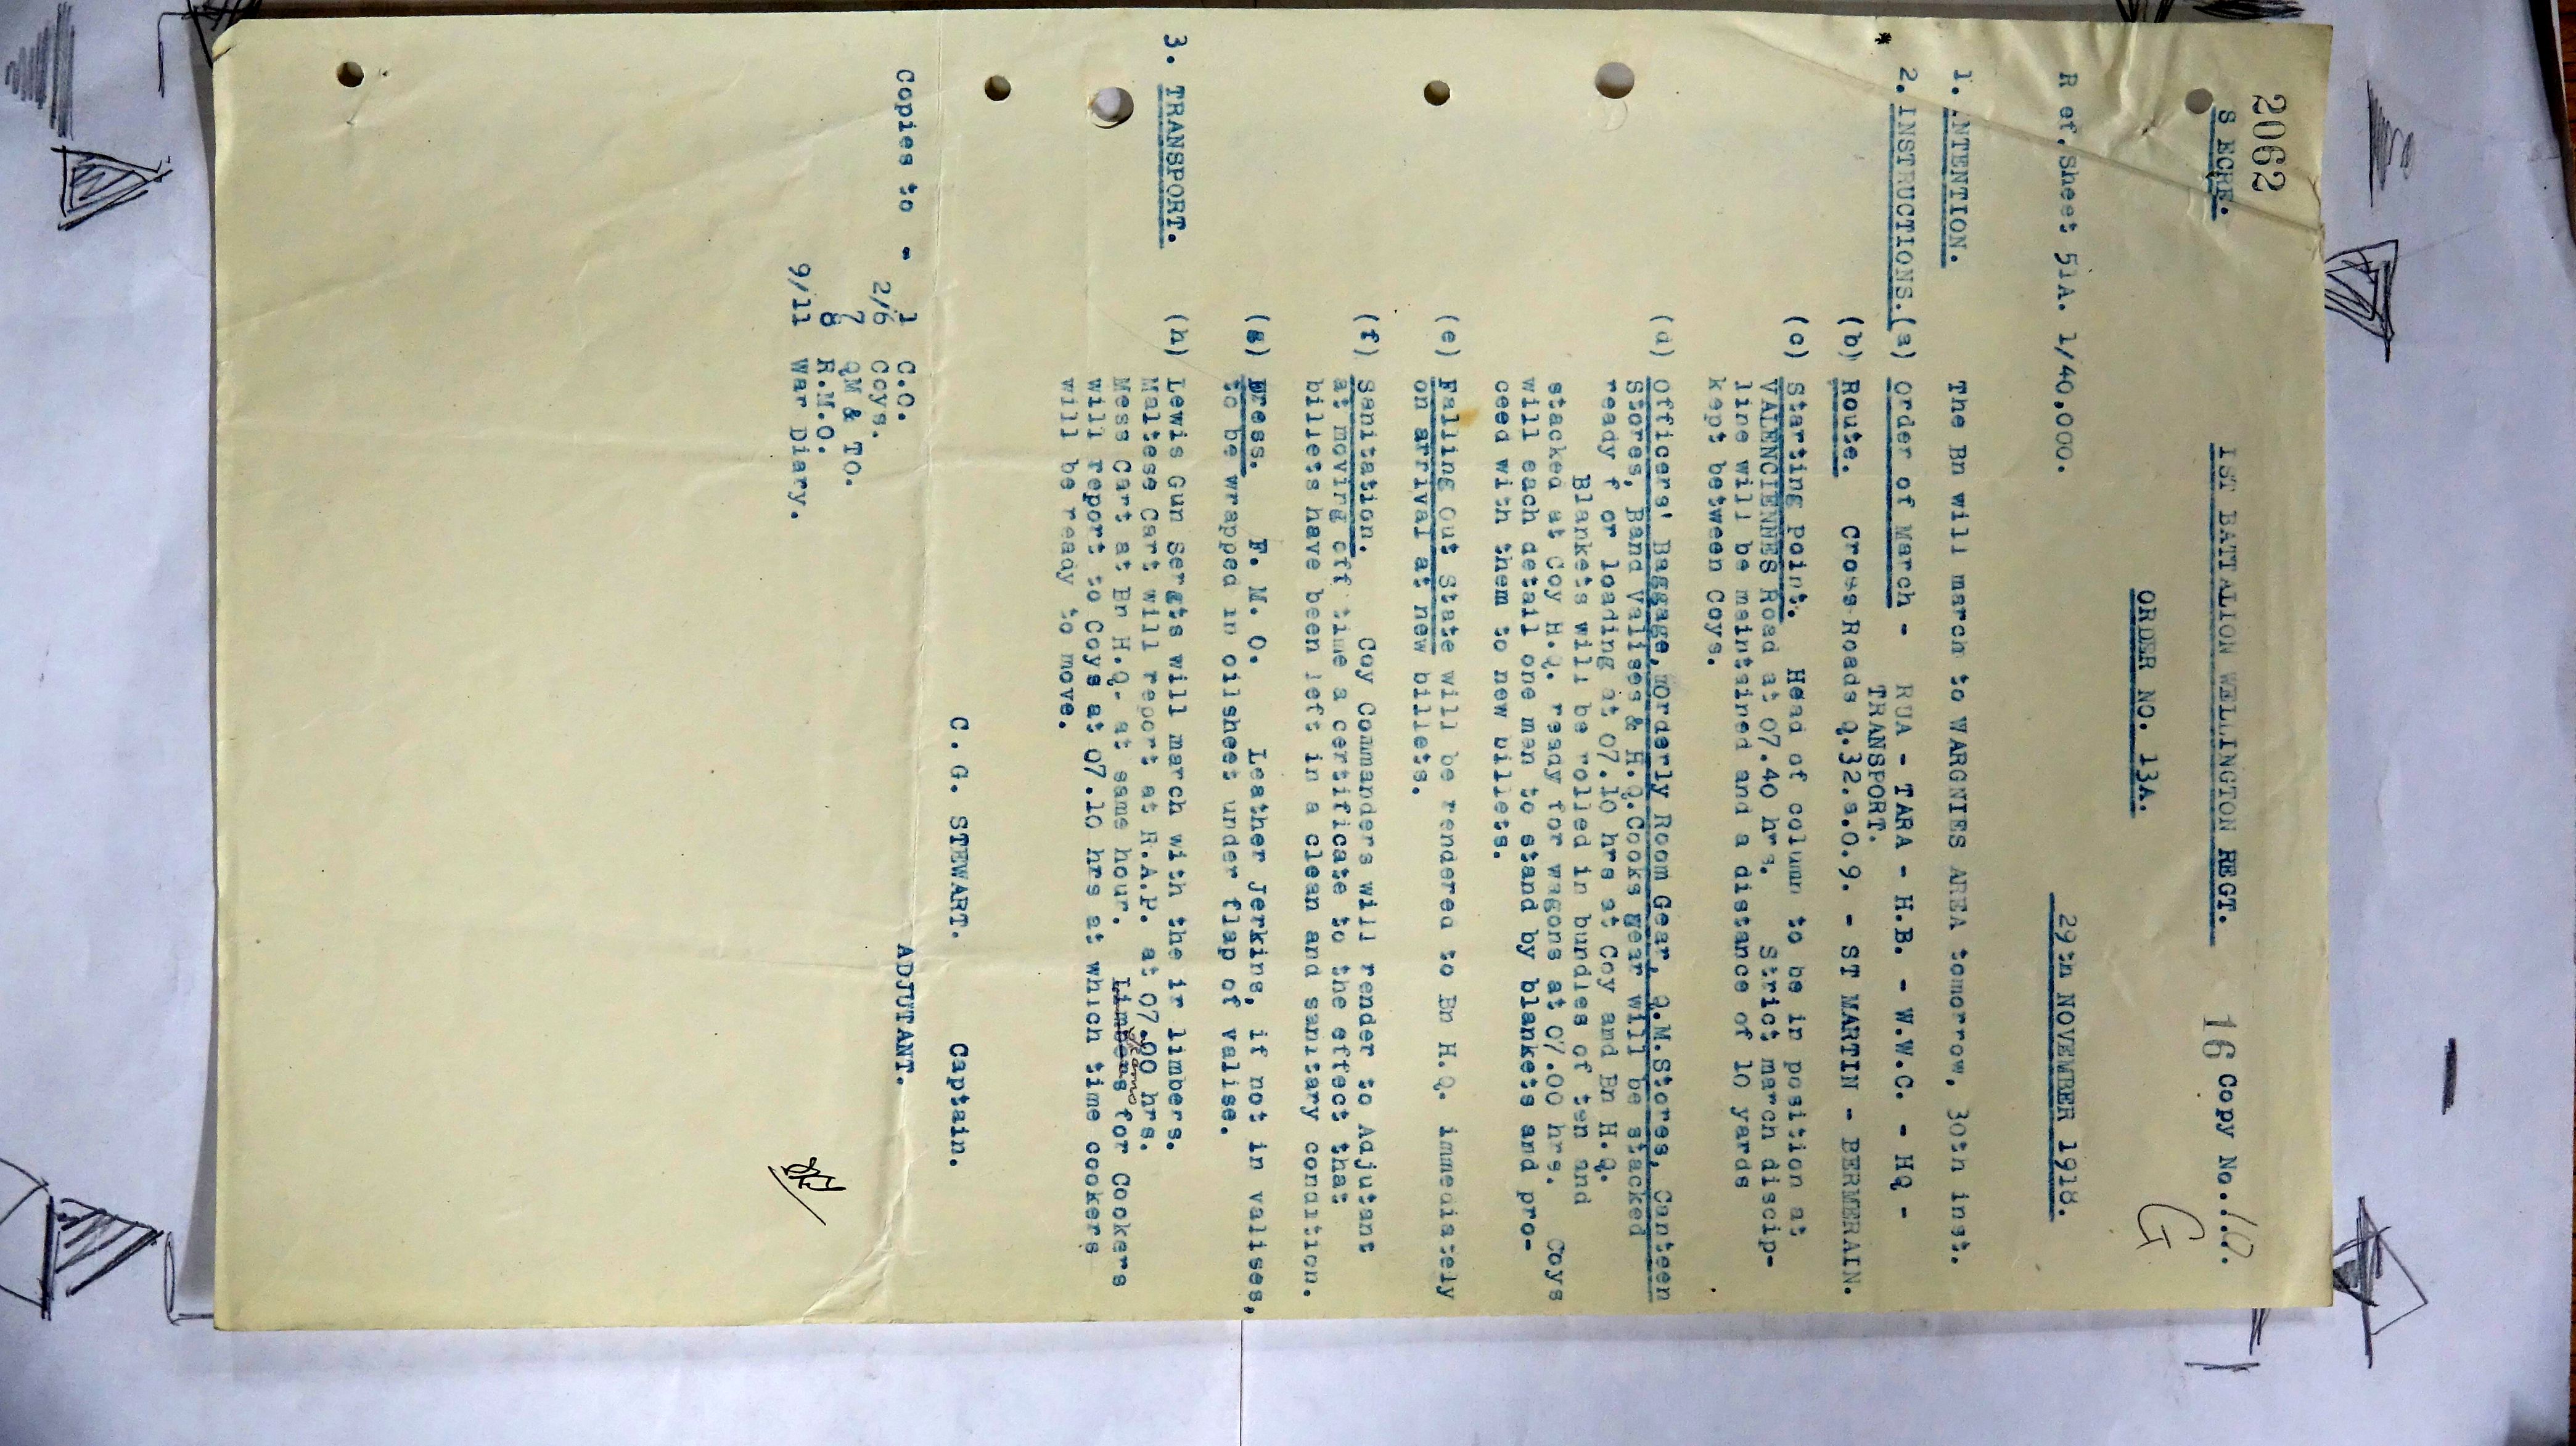 2062
S ECRE.
1ST BATTALION WELLINGTON REGT.
16 Copy No..10.
G
ORDER NO. 13A.
29th NOVEMBER 1918.
R ef. Sheet 51A. 1/40,000.
1. INTENTION. The Bn will march to WARGNIES AREA tomorrow, 30th inst.
2. INSTRUCTIONS.(a) Order of March - RUA - TARA - H.B. - W.W.C. - HQ -
TRANSPORT.
(b) Route. Cross-Roads Q.32.a.0.9. - ST MARTIN - BERMERAIN.
(c) Starting Point. Head of column to be in position at
VALENCIENNES Road at 07.40 hrs. Strict march discip-
line will be maintained and a distance of 10 yards
kept between Coys.
(d) Officers' Baggage, Orderly Room Gear, Q.M.Stores, Canteen
Stores, Band Valises & H.Q.Cooks gear will be stacked
ready f or loading at 07.10 hrs at Coy and Bn H.Q.
Blankets will be rolled in bundles of ten and
stacked at Coy H.Q. ready for wagons at 07.00 hrs. Coys
will each detail one man to stand by blankets and pro-
ceed with them to new billets.
(e) Falling Out State will be rendered to Bn H.Q. immediately
on arrival at new billets.
(f) Sanitation. Coy Commanders will render to Adjutant
at moving off time a certificate to the effect that
billets have been left in a clean and sanitary condition.
(g) Dress. F. M. O. Leather Jerkins, if not in valises,
to be wrapped in oilsheet under flap of valise.
3. TRANSPORT. (h) Lewis Gun Sergts will march with the ir limbers.
Maltese Cart will report at R.A.P. at 07.00 hrs.
Mess Cart at Bn H.Q. at same hour. Limbers for Cookers
will report to Coys at 07.10 hrs at which time cookers
will be ready to move.
C. G. STEWART. Captain.
ADJUTANT.
Copies to - 1 C.O.
2/6 Coys.
7 QM & TO.
8 R.M.O.
9/11 War Diary.